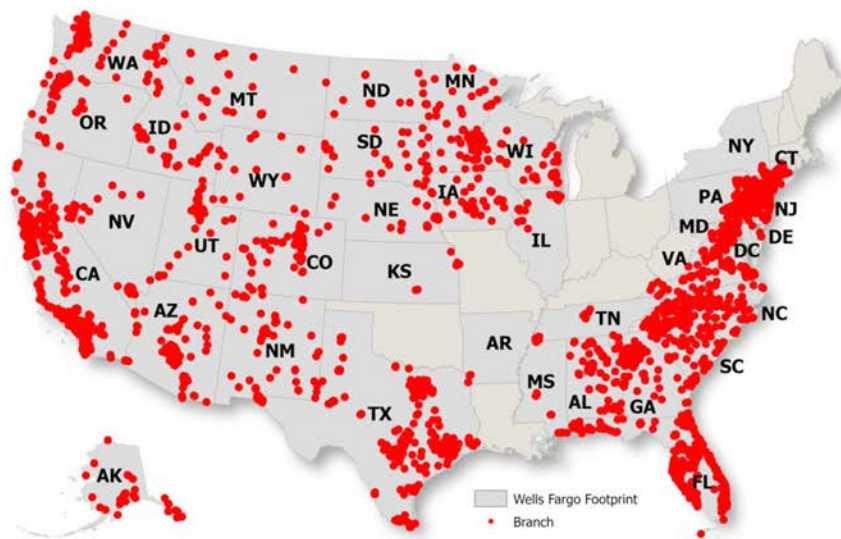 WA
MT
ND
MN
OR
ID
SD
WI
NY
CT
WY
IA
PA
NJ
NV
NE
MD
DE
UT
IL
VA
DC
CA
CO
KS
AZ
TN
NC
NM
AR
SC
MS
TX
AL
GA
AK
FL
Wells Fargo Footprint
Branch